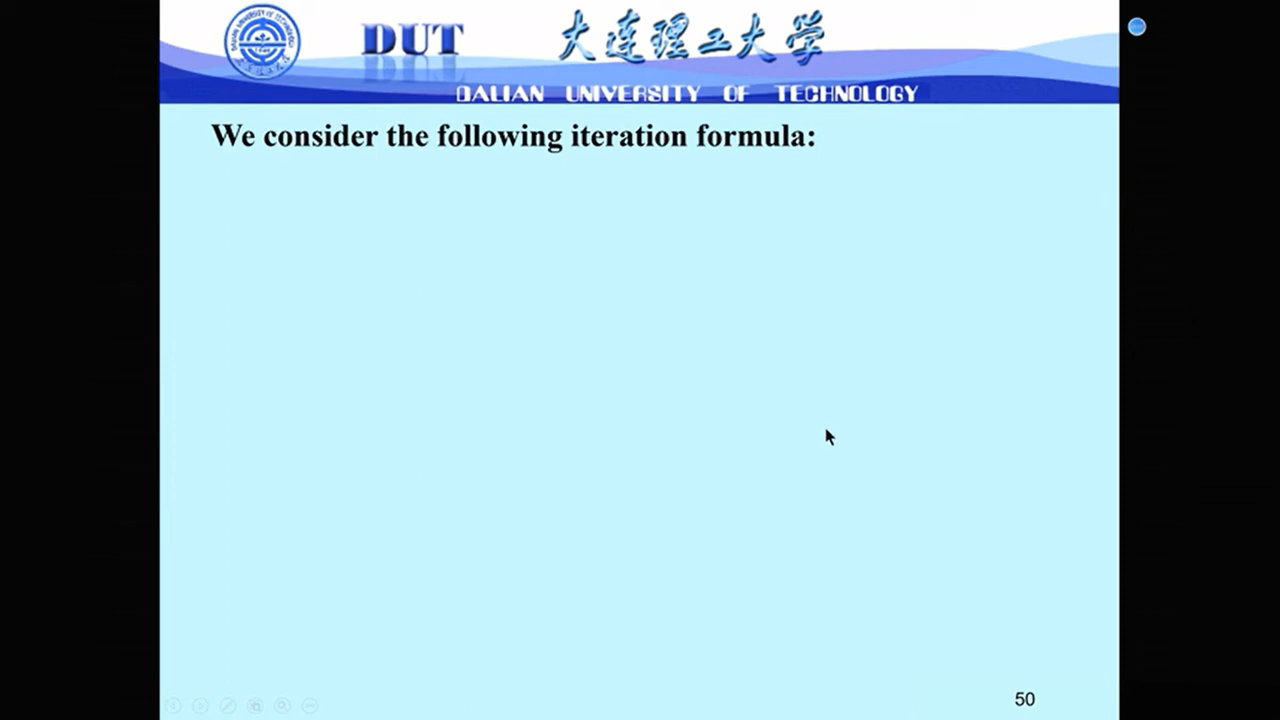 DUT
大连理工大学
DALIAN UNIVERSITY OF TECHNOLOGY
We consider the following iteration formula:
50